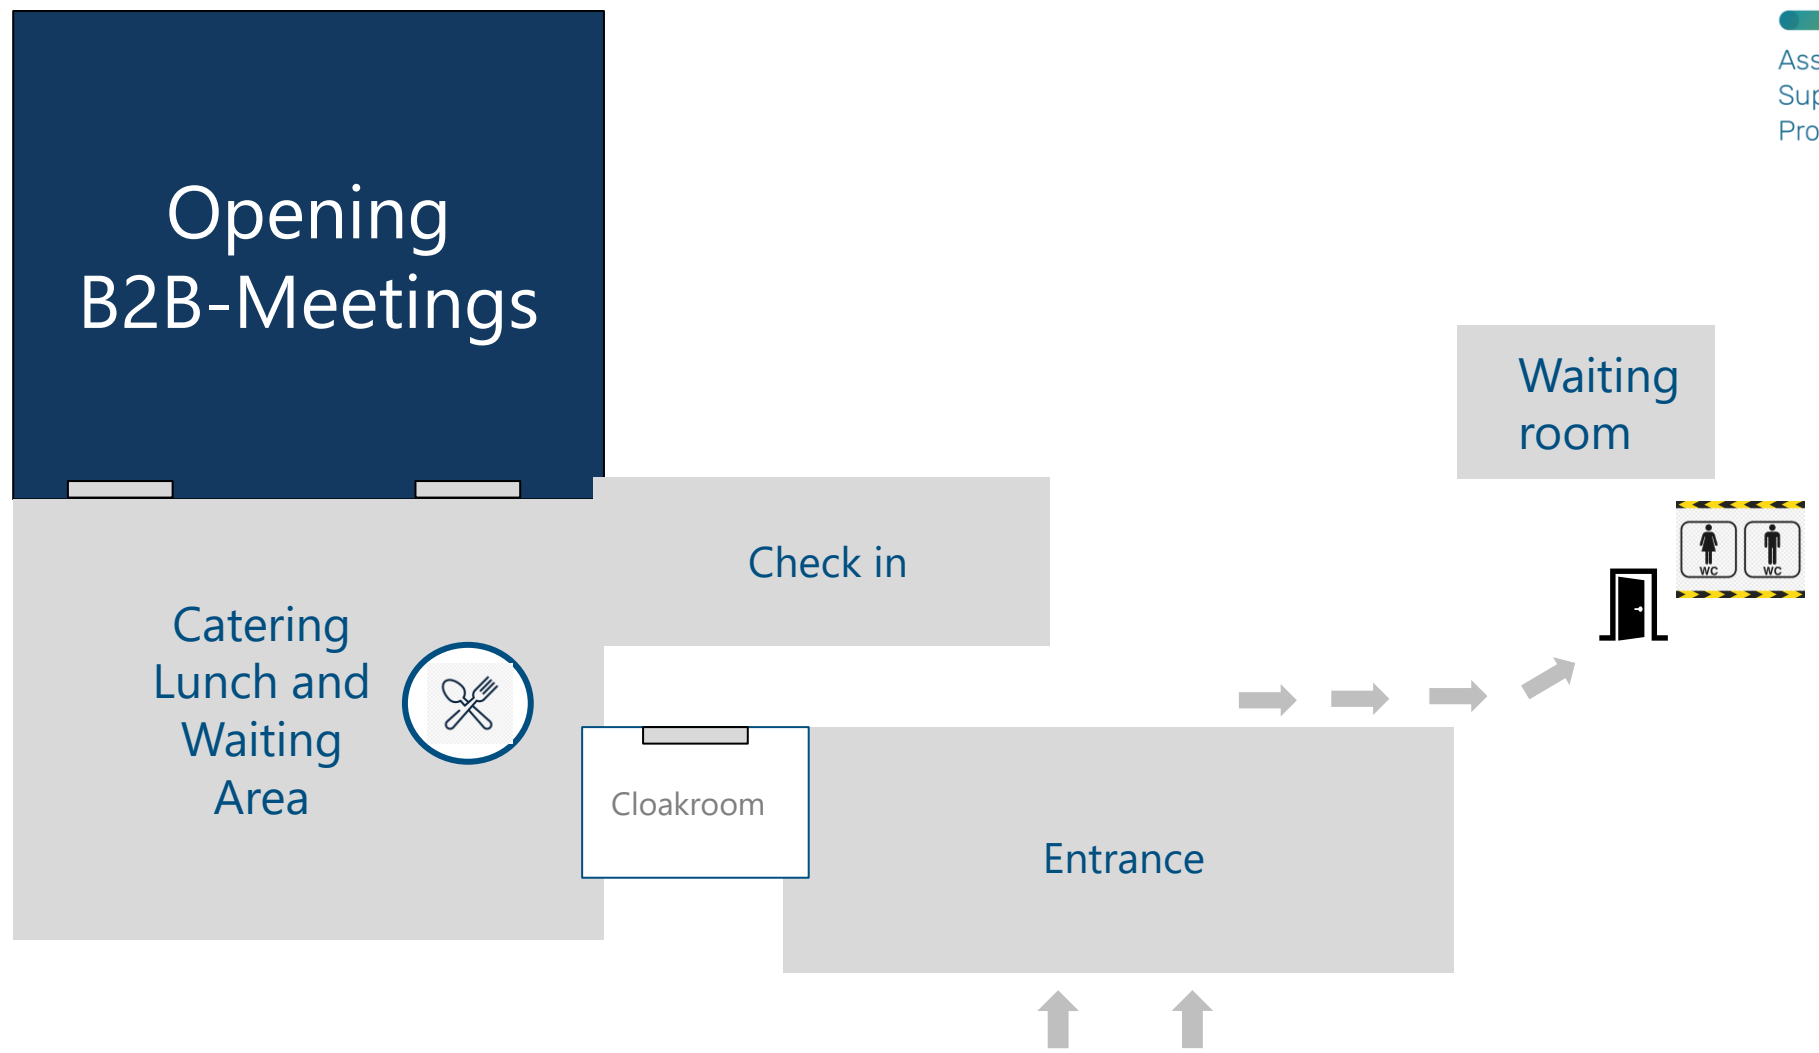 Opening
B2B-Meetings
Waiting
room
Check in
WC WC
Catering
Lunch and
Waiting
Area
Cloakroom
Entrance